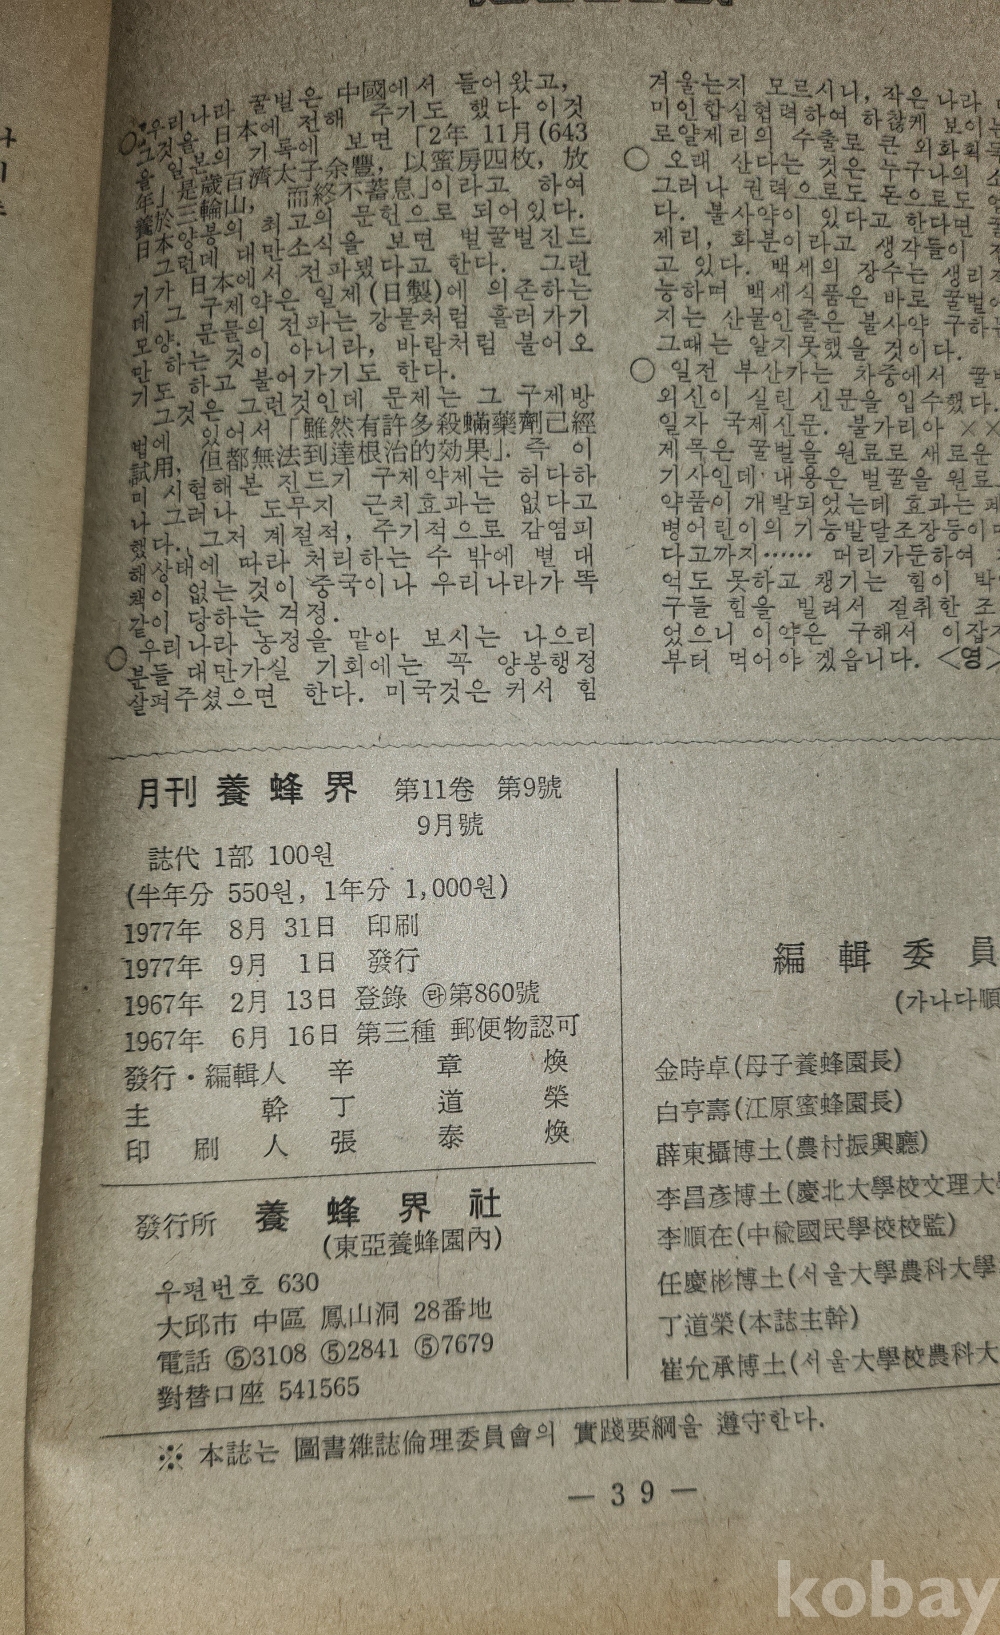 ○우리나라 꿀벌은 中國에서 들어왔고,
그것을 日本에 전해 주기도 했다 이것
을 일본의 기록에 보면 「2年 11月(643
年」是歲百濟太子余豐, 以蜜房四枚, 放
養於三輪山, 而終不蓄息」이라고 하여
日本 양봉의 최고의 문헌으로 되어있다.
그런데 대만소식을 보면 벌꿀벌진드
기가 日本에서 전파됐다고 한다. 그런
데 그 구제약은 일제(日製)에 의존하는
모양. 문물의 전파는 강물처럼 흘러가기
만 하는 것이 아니라, 바람처럼 불어오
기도 하고 불어가기도 한다.
그것은 그런것인데 문제는 그 구제방
법에 있어서 「雖然有許多殺蟎藥劑己經
試用, 但都無法到達根治的効果」. 즉 이
미 시험해본 진드기 구제약제는 허다하
나 그러나 도무지 근치효과는 없다고
했다. 그저 계절적, 주기적으로 감염피
해상태에 따라 처리하는 수 밖에 별 대
책이 없는 것이 중국이나 우리나라가 똑
같이 당하는 걱정.
○우리나라 농정을 맡아 보시는 나으리
분들 대만가실 기회에는 꼭 양봉행정
살펴주셨으면 한다. 미국것은 커서 힘
겨울는지 모르시나, 작은 나라
미인합심협력하여 하찮게 보이는
로얄제리의 수출로 큰 외화획
○ 오래 산다는 것은 누구나의 소
그러나 권력으로도 돈으로도
다. 불사약이 있다고 한다면
제리, 화분이라고 생각들이
고 있다. 백세의 장수는 생리
능하며 백세식품은 바로 꿀벌
지는 산물인줄은 불사약 구하
그때는 알지못했을 것이다.
○ 일전 부산가는 차중에서 꿀
외신이 실린 신문을 입수했다.
일자 국제신문. 불가리아 ××
제목은 꿀벌을 원료로 새로운
기사인데 내용은 벌꿀을 원료
약품이 개발되었는데 효과는
병어린이의 기능발달조장등이
다고까지…… 머리가둔하여
억도 못하고 챙기는 힘이
구들 힘을 빌려서 절취한 조
었으니 이약은 구해서 이잡지
부터 먹어야 겠읍니다. <영>
月刊 養蜂界 第11卷 第9號
9月號
誌代 1部 100원
(半年分 550원, 1年分 1,000원)
1977年 8月 31日 印刷
1977年 9月 1日 發行
1967年 2月 13日 登錄 ㉣第860號
1967年 6月 16日 第三種 郵便物認可
發行・編輯人 辛章煥
主幹 丁道榮
印刷人 張泰煥
發行所 養蜂界社
(東亞養蜂園內)
우편번호 630
大邱市 中區 鳳山洞 28番地
電話 ⑤3108 ⑤2841 ⑤7679
對替口座 541565
編輯委員
(가나다順
金時卓(母子養蜂園長)
白亨壽(江原蜜蜂園長)
薜東攝博士(農村振興廳)
李昌彥博士(慶北大學校文理大
李順在(中楡國民學校校監)
任慶彬博士(서울大學農科大學
丁道榮(本誌主幹)
崔允承博士(서울大學校農科大
※ 本誌는 圖書雜誌倫理委員會의 實踐要綱을 遵守한다.
— 39 —
kobay